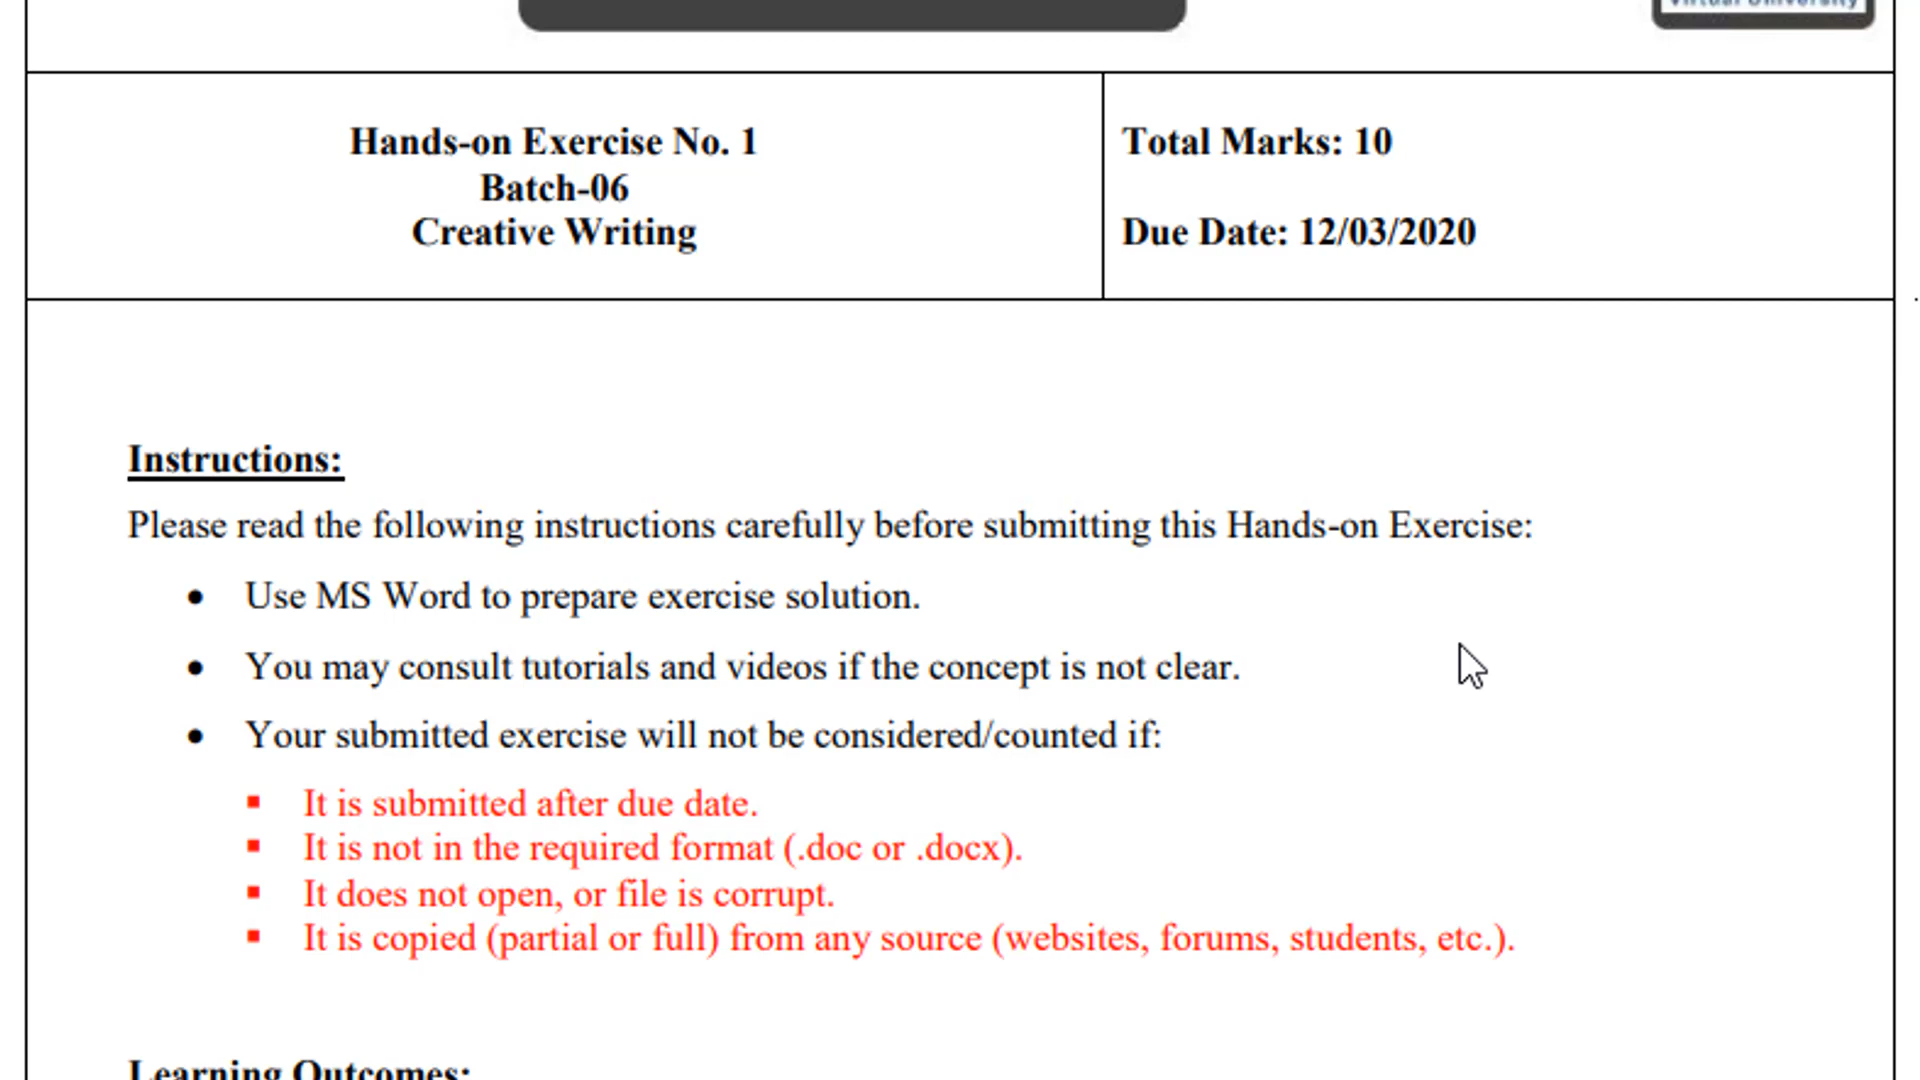 Virtual University
Hands-on Exercise No. 1
Batch-06
Creative Writing
Total Marks: 10
Due Date: 12/03/2020
Instructions:
Please read the following instructions carefully before submitting this Hands-on Exercise:
• Use MS Word to prepare exercise solution.
• You may consult tutorials and videos if the concept is not clear.
• Your submitted exercise will not be considered/counted if:
▪ It is submitted after due date.
▪ It is not in the required format (.doc or .docx).
▪ It does not open, or file is corrupt.
▪ It is copied (partial or full) from any source (websites, forums, students, etc.).
Learning Outcomes: